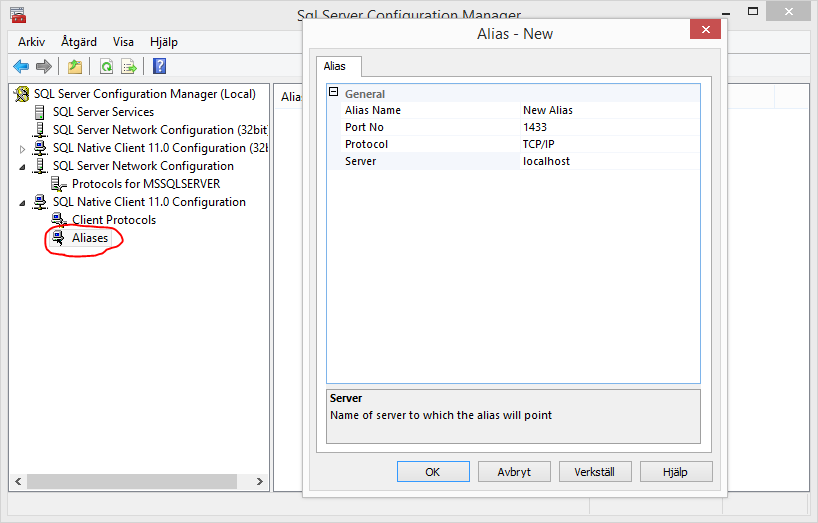 Sql Server Configuration Manager
Arkiv Åtgärd Visa Hjälp
SQL Server Configuration Manager (Local)
SQL Server Services
SQL Server Network Configuration (32bit)
SQL Native Client 11.0 Configuration (32b
SQL Server Network Configuration
Protocols for MSSQLSERVER
SQL Native Client 11.0 Configuration
Client Protocols
Aliases
Alia
Alias - New
Alias
General
Alias Name New Alias
Port No 1433
Protocol TCP/IP
Server localhost
Server
Name of server to which the alias will point
OK Avbryt Verkställ Hjälp